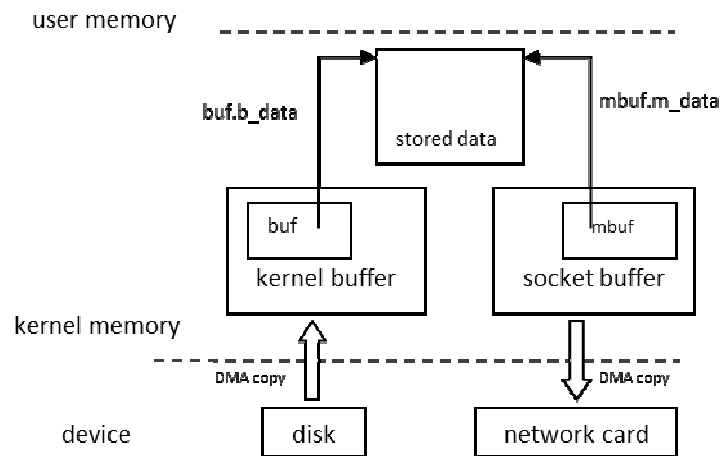 user memory
buf.b_data
mbuf.m_data
stored data
buf
mbuf
kernel buffer
socket buffer
kernel memory
DMA copy
DMA copy
device
disk
network card